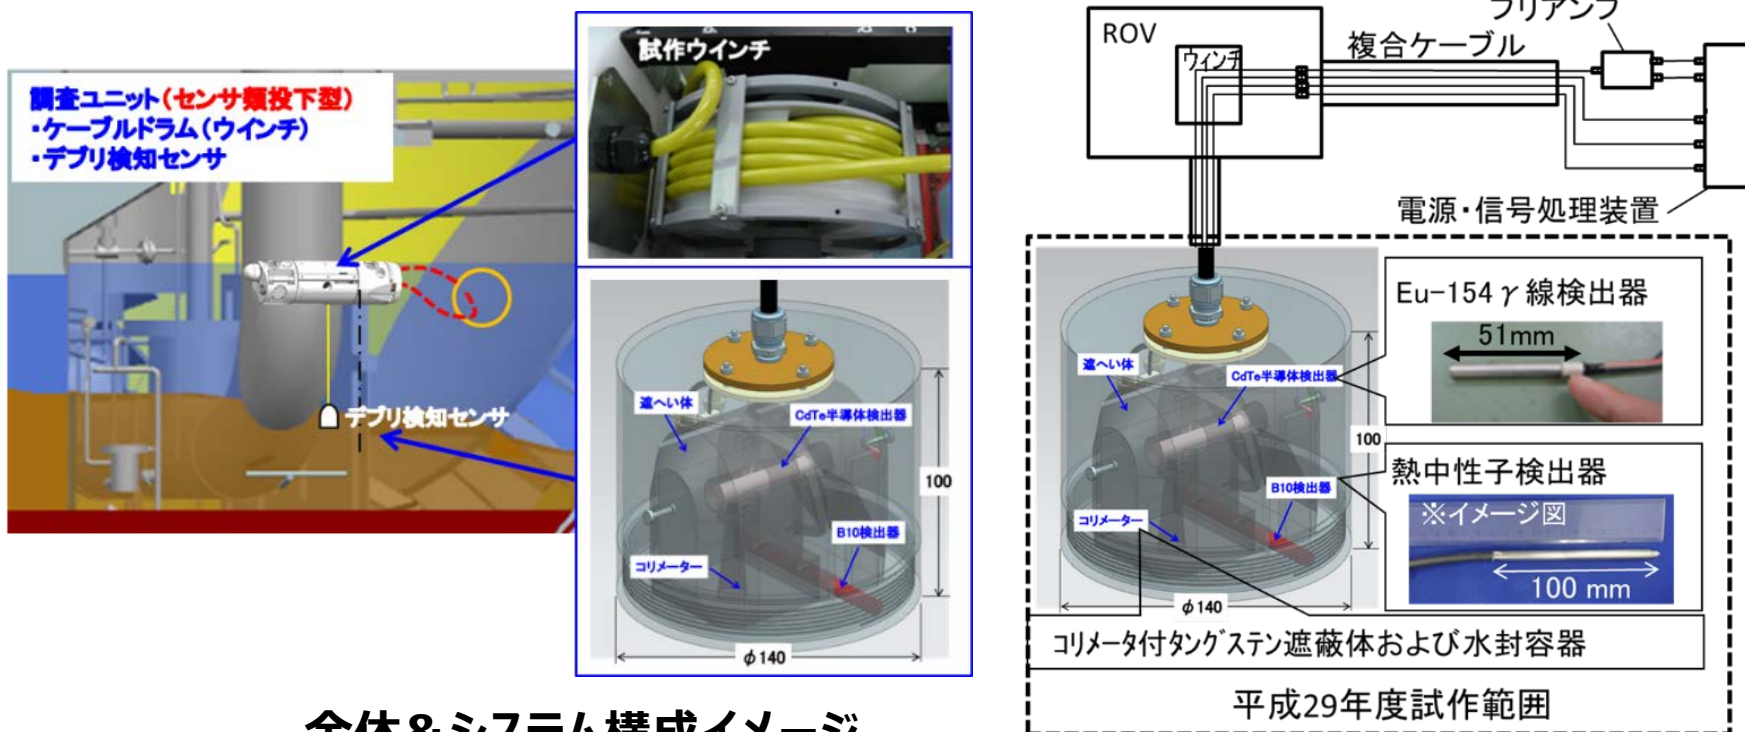 調査ユニット(センサ類投下型)
・ケーブルドラム(ウインチ)
・デブリ検知センサ
デブリ検知センサ
試作ウインチ
遮へい体
CdTe半導体検出器
100
B10検出器
コリメーター
φ140
プリアンプ
ROV
ウィンチ
複合ケーブル
電源・信号処理装置
Eu-154γ線検出器
51mm
遮へい体
CdTe半導体検出器
100
熱中性子検出器
※イメージ図
100 mm
B10検出器
コリメーター
φ140
コリメータ付タングステン遮蔽体および水封容器
平成29年度試作範囲
全体&システム構成イメージ